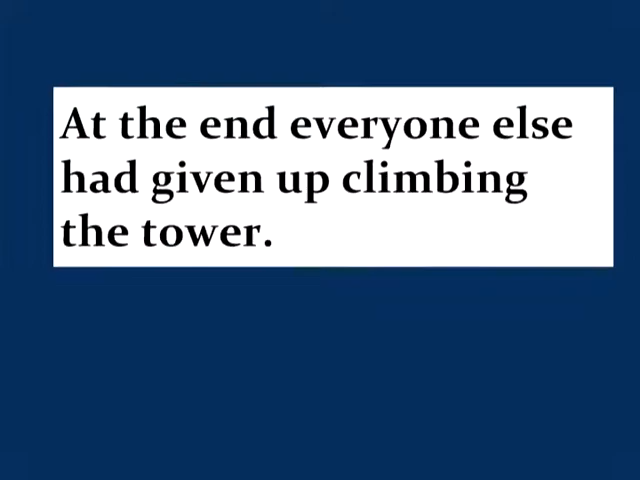 At the end everyone else
had given up climbing
the tower.